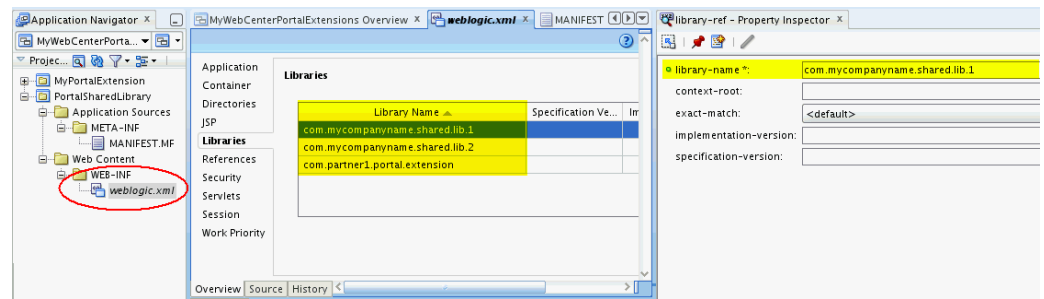 Application Navigator
MyWebCenterPorta...
Projec...
MyPortalExtension
PortalSharedLibrary
Application Sources
META-INF
MANIFEST.MF
Web Content
WEB-INF
weblogic.xml
MyWebCenterPortalExtensions Overview
weblogic.xml
MANIFEST
Application
Container
Directories
JSP
Libraries
References
Security
Servlets
Session
Work Priority
Libraries
Library Name Specification Ve... Im
com.mycompanyname.shared.lib.1
com.mycompanyname.shared.lib.2
com.partner1.portal.extension
Overview Source History
library-ref - Property Inspector
library-name *: com.mycompanyname.shared.lib.1
context-root:
exact-match: <default>
implementation-version:
specification-version: